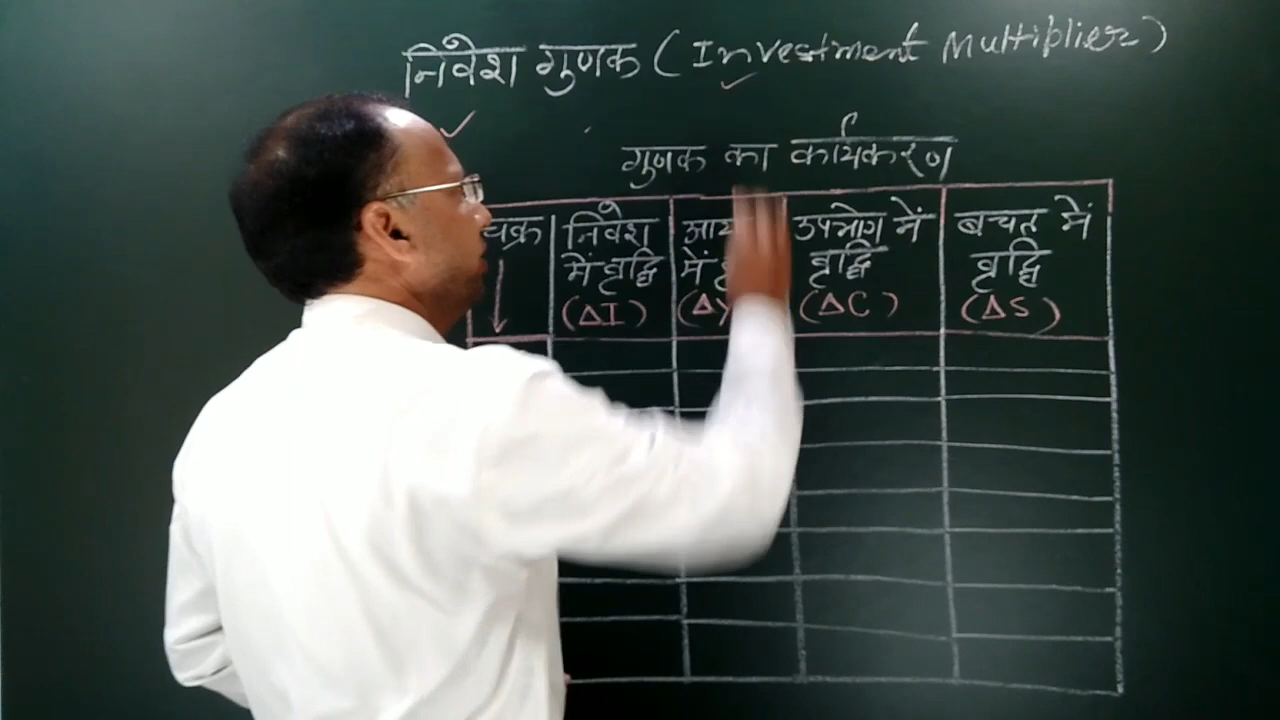 निवेश गुणक (Investment Multiplier)
गुणक का कार्यकरण
चक्र निवेश में वृद्धि (ΔI)
में
उपभोग में वृद्धि (ΔC)
बचत में वृद्धि (ΔS)